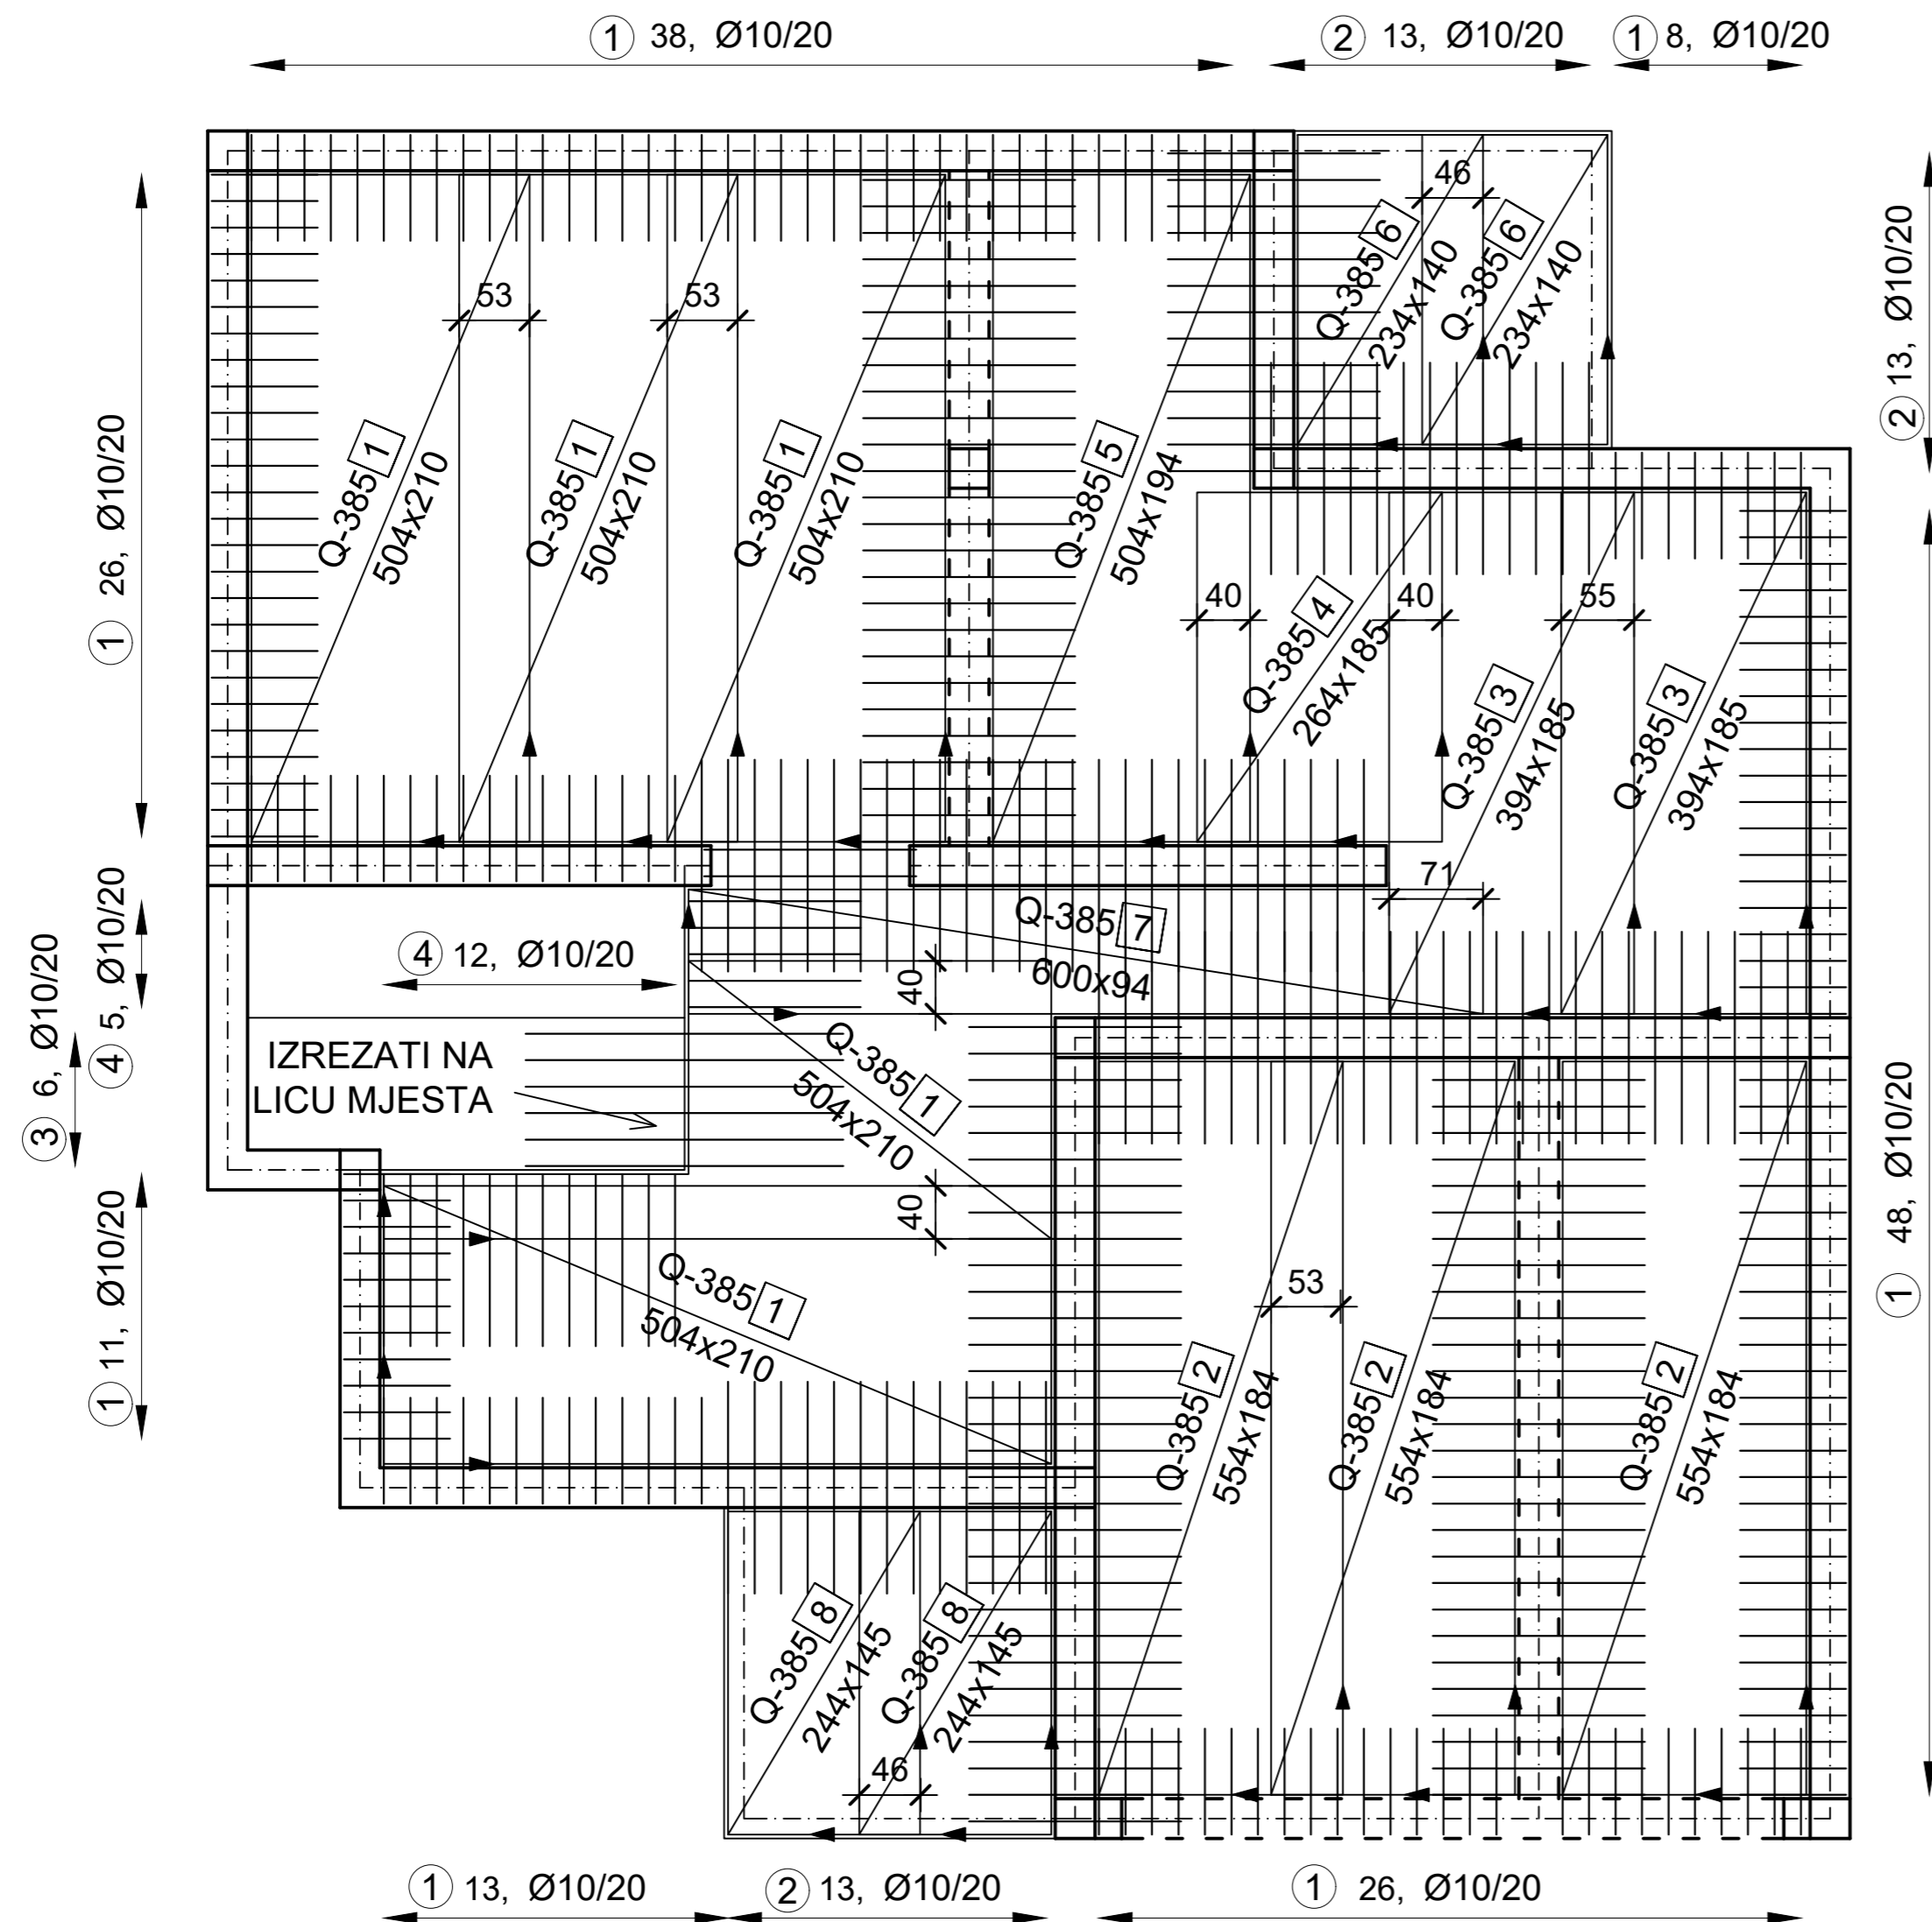 ① 38, Ø10/20
② 13, Ø10/20
① 8, Ø10/20
② 13, Ø10/20
① 26, Ø10/20
④ 5, Ø10/20
③ 6, Ø10/20
① 11, Ø10/20
① 48, Ø10/20
46
Q-385 6
234x140
Q-385 6
234x140
53
53
Q-385 1
504x210
Q-385 1
504x210
Q-385 1
504x210
Q-385 5
504x194
40
40
55
Q-385 4
264x185
Q-385 3
394x185
Q-385 3
394x185
71
Q-385 7
600x94
④ 12, Ø10/20
40
IZREZATI NA
LICU MJESTA
Q-385 1
504x210
40
Q-385 1
504x210
53
Q-385 2
554x184
Q-385 2
554x184
Q-385 2
554x184
Q-385 8
244x145
Q-385 8
244x145
46
① 13, Ø10/20
② 13, Ø10/20
① 26, Ø10/20